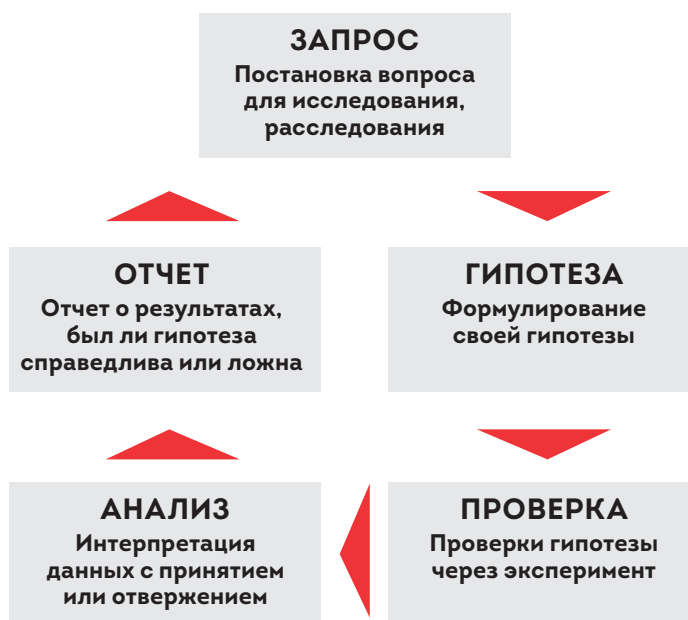 ЗАПРОС
Постановка вопроса
для исследования,
расследования
ОТЧЕТ
Отчет о результатах,
был ли гипотеза
справедлива или ложна
ГИПОТЕЗА
Формулирование
своей гипотезы
АНАЛИЗ
Интерпретация
данных с принятием
или отвержением
ПРОВЕРКА
Проверки гипотезы
через эксперимент